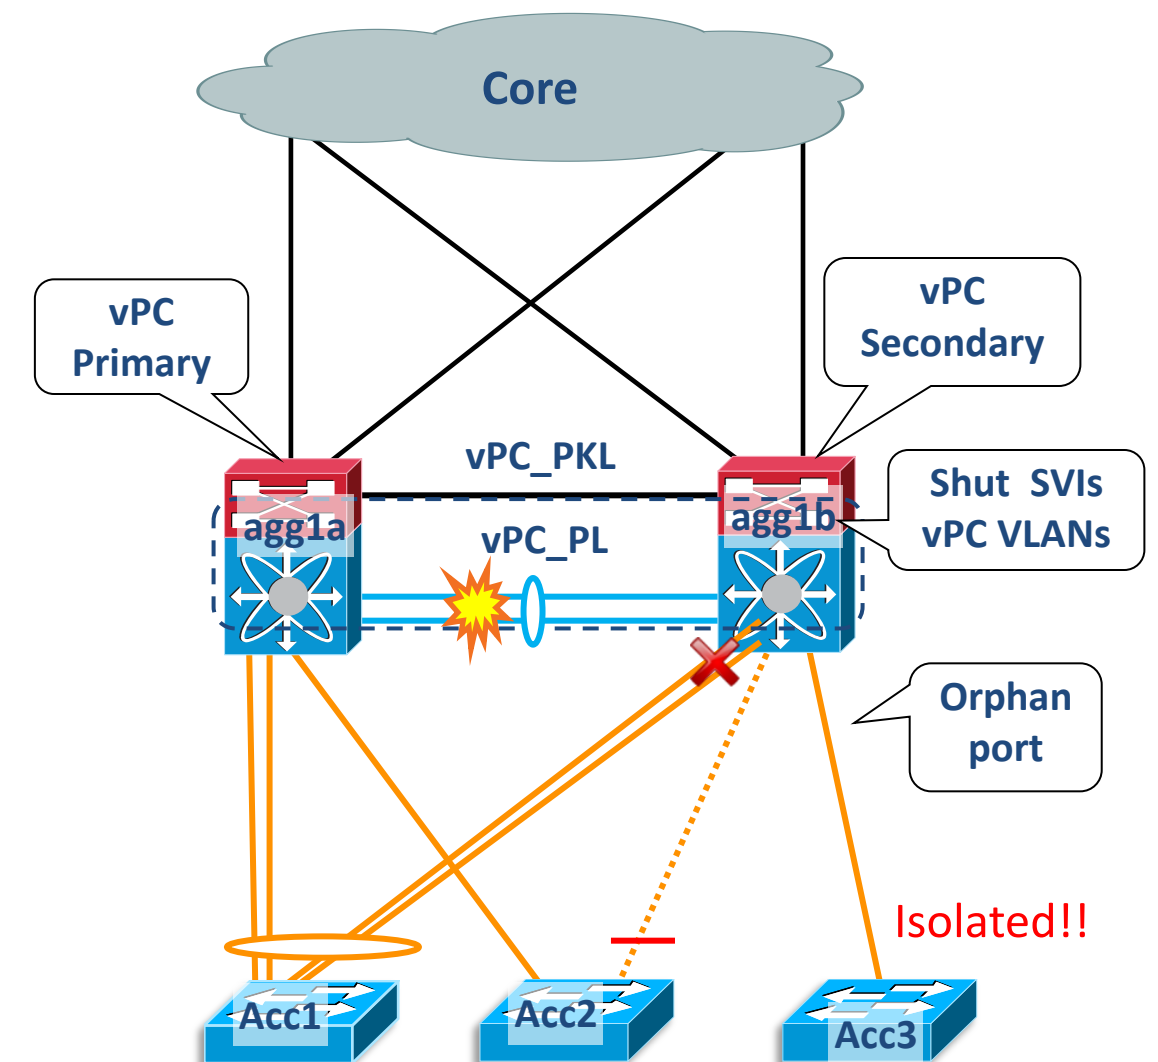 Core
vPC
Primary
vPC
Secondary
vPC_PKL
Shut SVIs
vPC VLANs
agg1a
agg1b
vPC_PL
Orphan
port
Isolated!!
Acc1
Acc2
Acc3